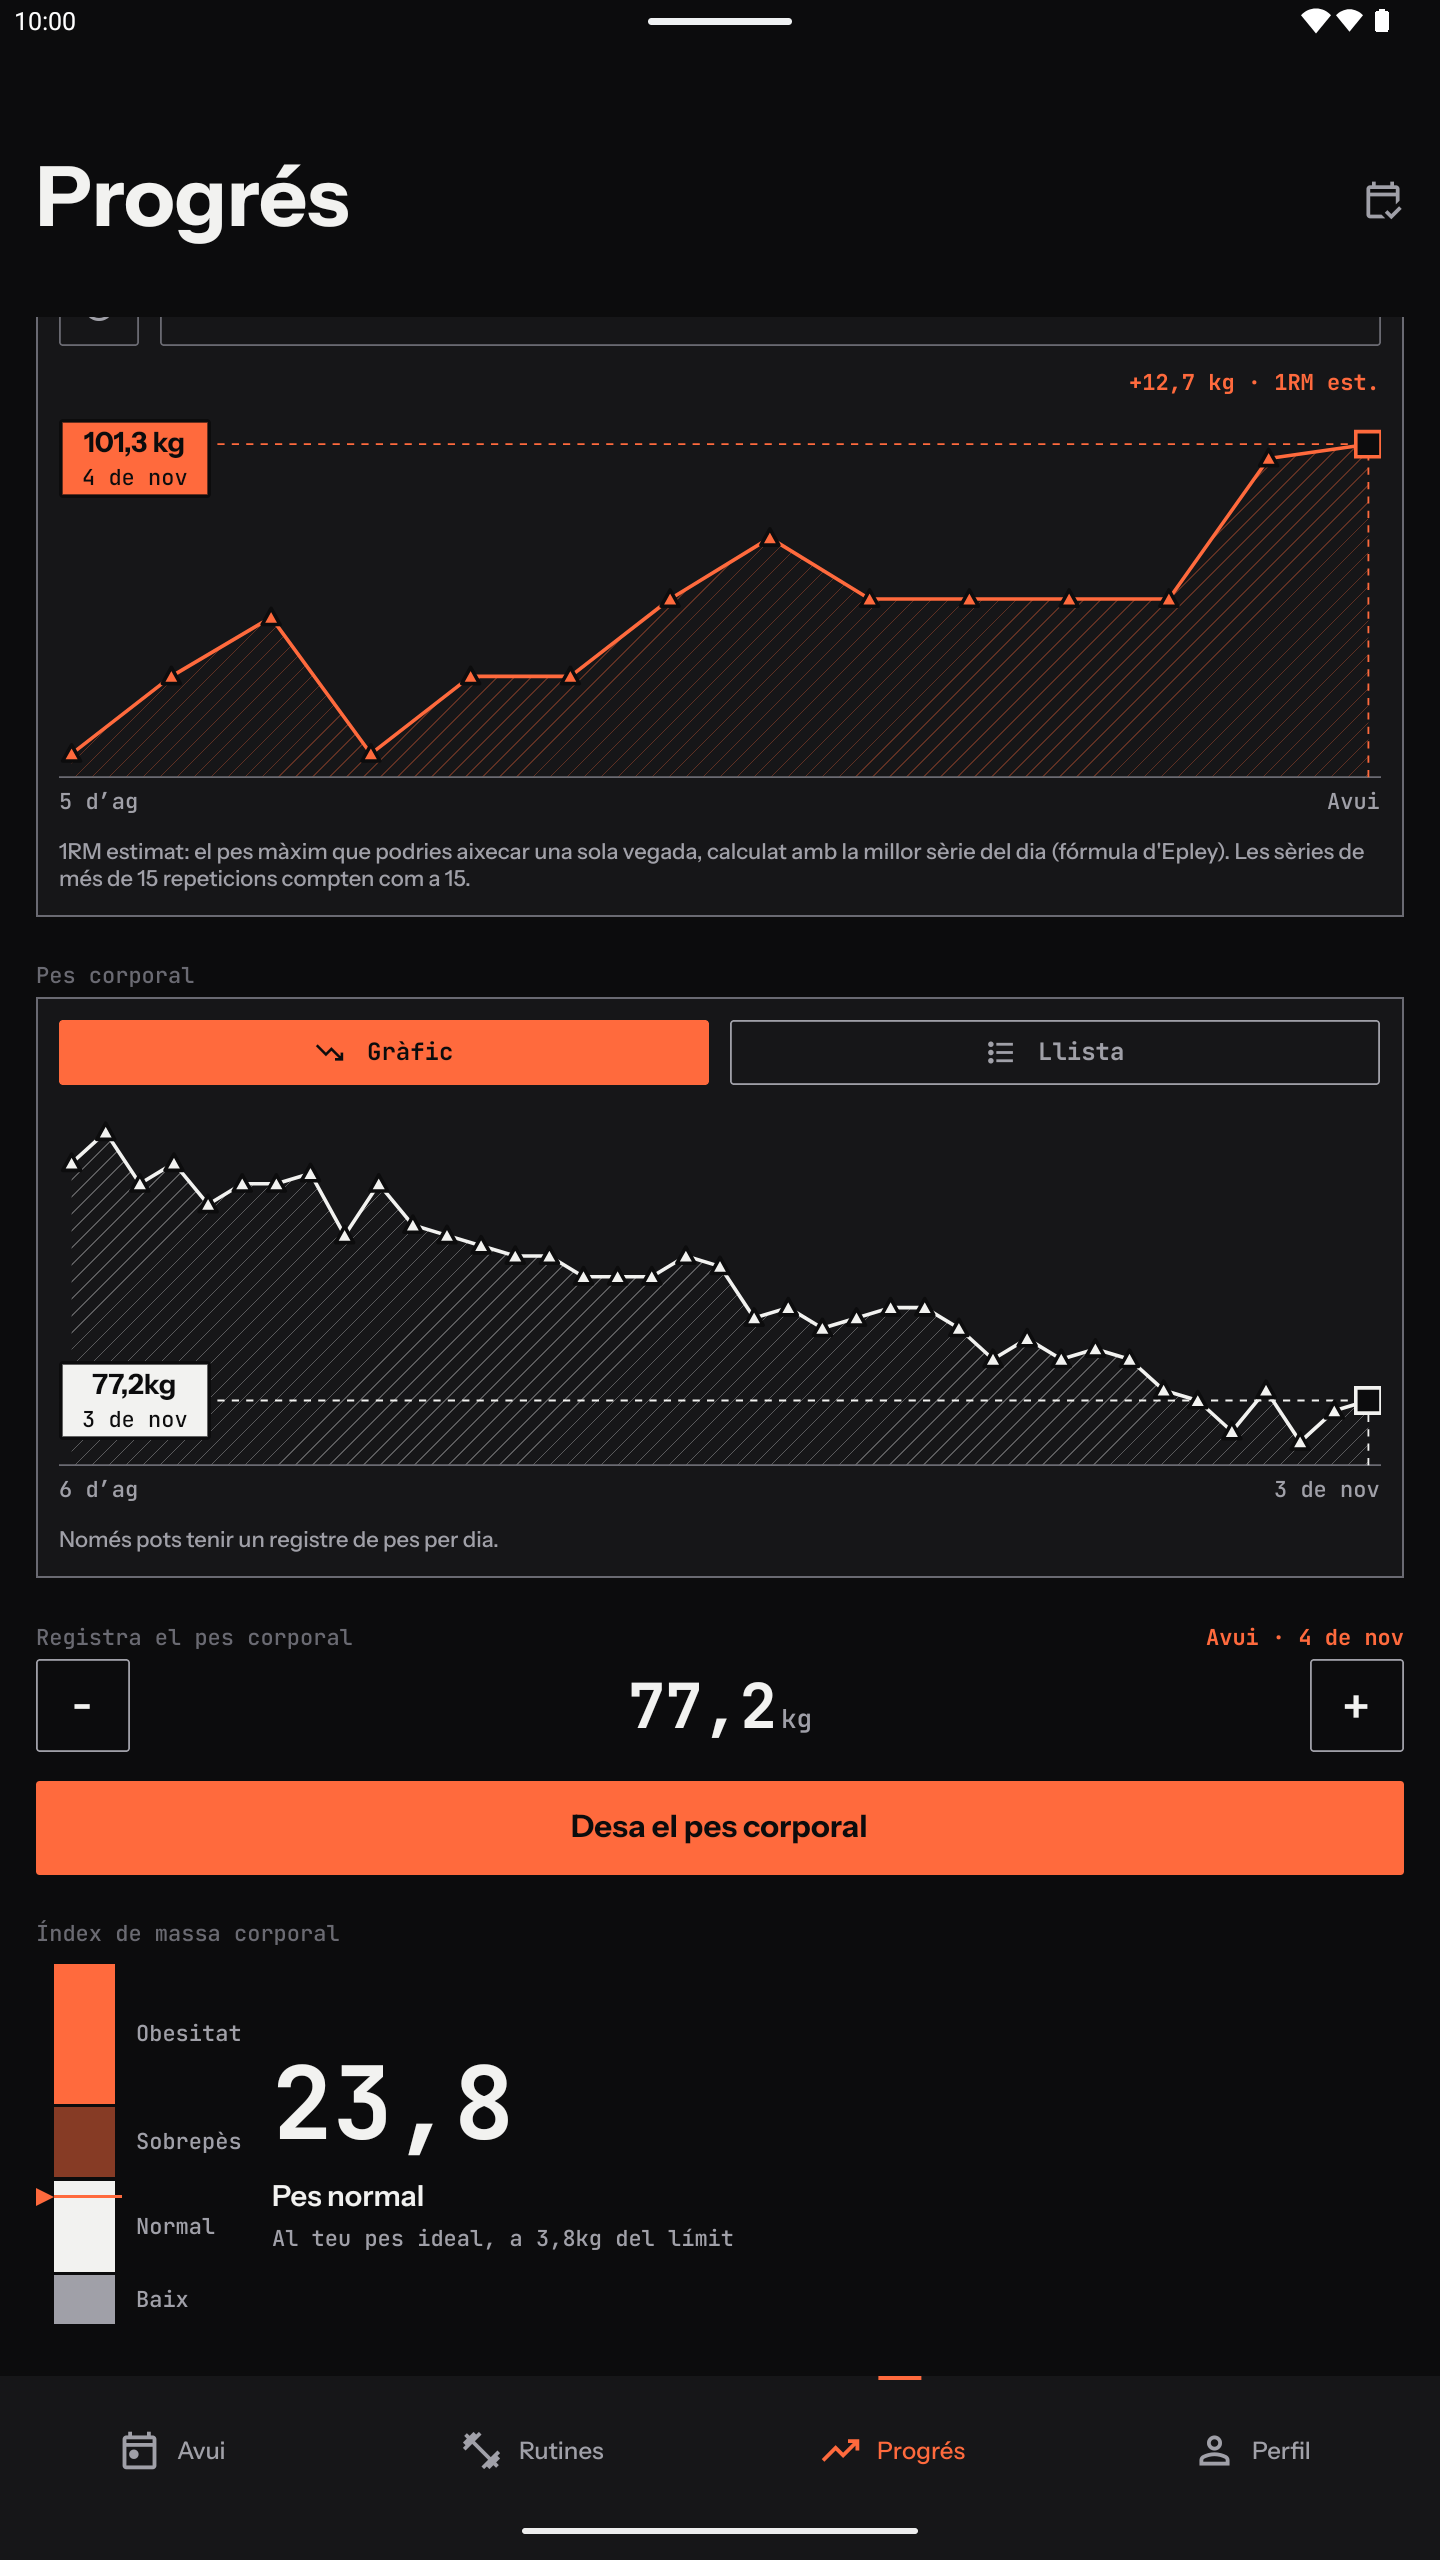 10:00
Progrés
+12,7 kg · 1RM est.
101,3 kg
4 de nov
5 d’ag
Avui
1RM estimat: el pes màxim que podries aixecar una sola vegada, calculat amb la millor sèrie del dia (fórmula d'Epley). Les sèries de
més de 15 repeticions compten com a 15.
Pes corporal
Gràfic
Llista
77,2kg
3 de nov
6 d’ag
3 de nov
Només pots tenir un registre de pes per dia.
Registra el pes corporal
Avui · 4 de nov
-
77,2 kg
+
Desa el pes corporal
Índex de massa corporal
Obesitat
23,8
Sobrepès
Pes normal
Normal
Al teu pes ideal, a 3,8kg del límit
Baix
Avui
Rutines
Progrés
Perfil